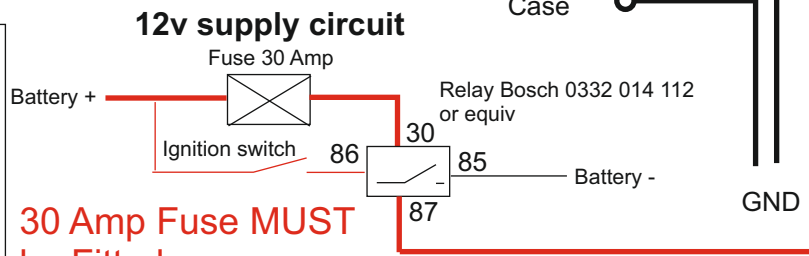 12v supply circuit
Case
Fuse 30 Amp
Battery +
Relay Bosch 0332 014 112
or equiv
30
Ignition switch
86
85
Battery -
87
GND
30 Amp Fuse MUST